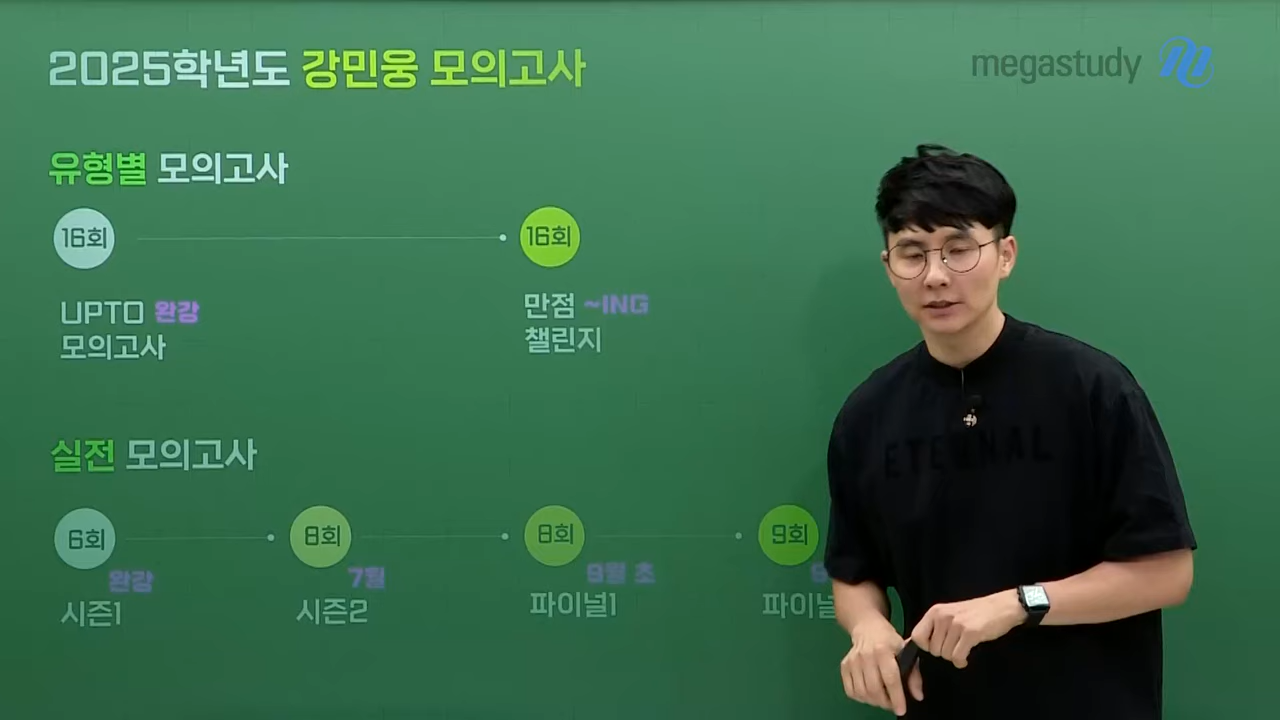 2025학년도 강민웅 모의고사
megastudy
유형별 모의고사
16회
16회
UPTO 완강
모의고사
만점 ~ING
챌린지
ETERNAL
실전 모의고사
6회
8회
8회
9회
완강
7월
9월 초
시즌1
시즌2
파이널1
파이널